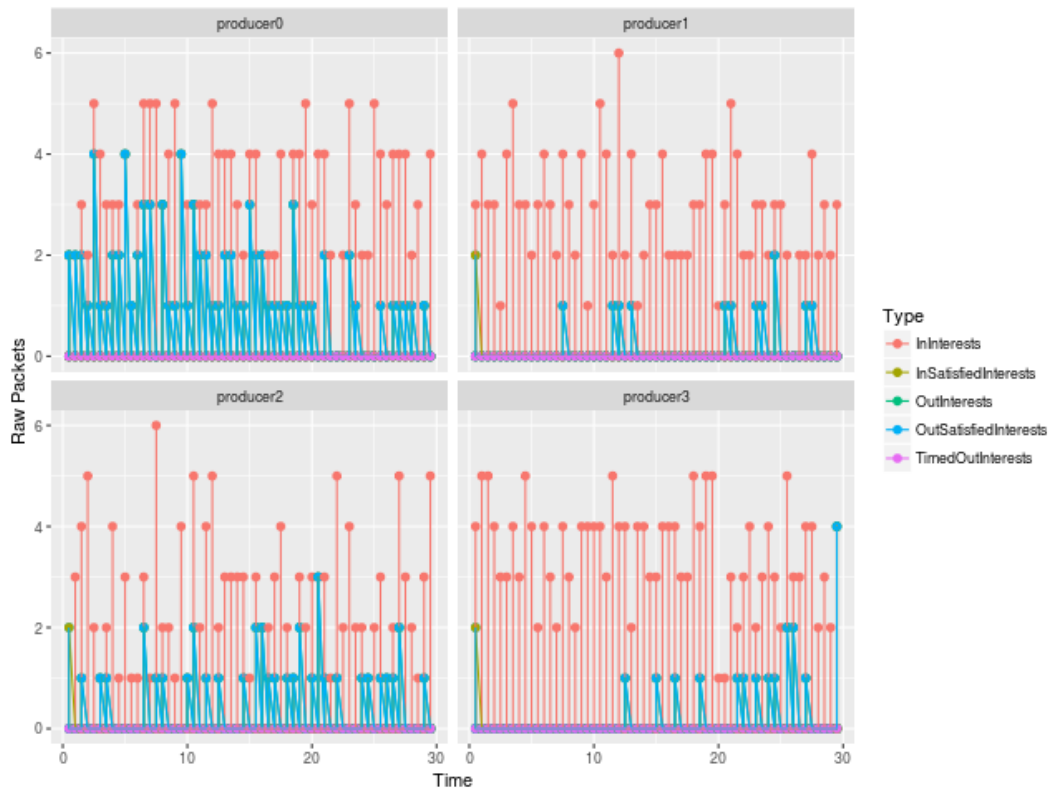 producer0
producer1
6
4
2
0
producer2
producer3
6
4
2
0
0
10
20
30
0
10
20
30
Time
Raw Packets
Type
InInterests
InSatisfiedInterests
OutInterests
OutSatisfiedInterests
TimedOutInterests